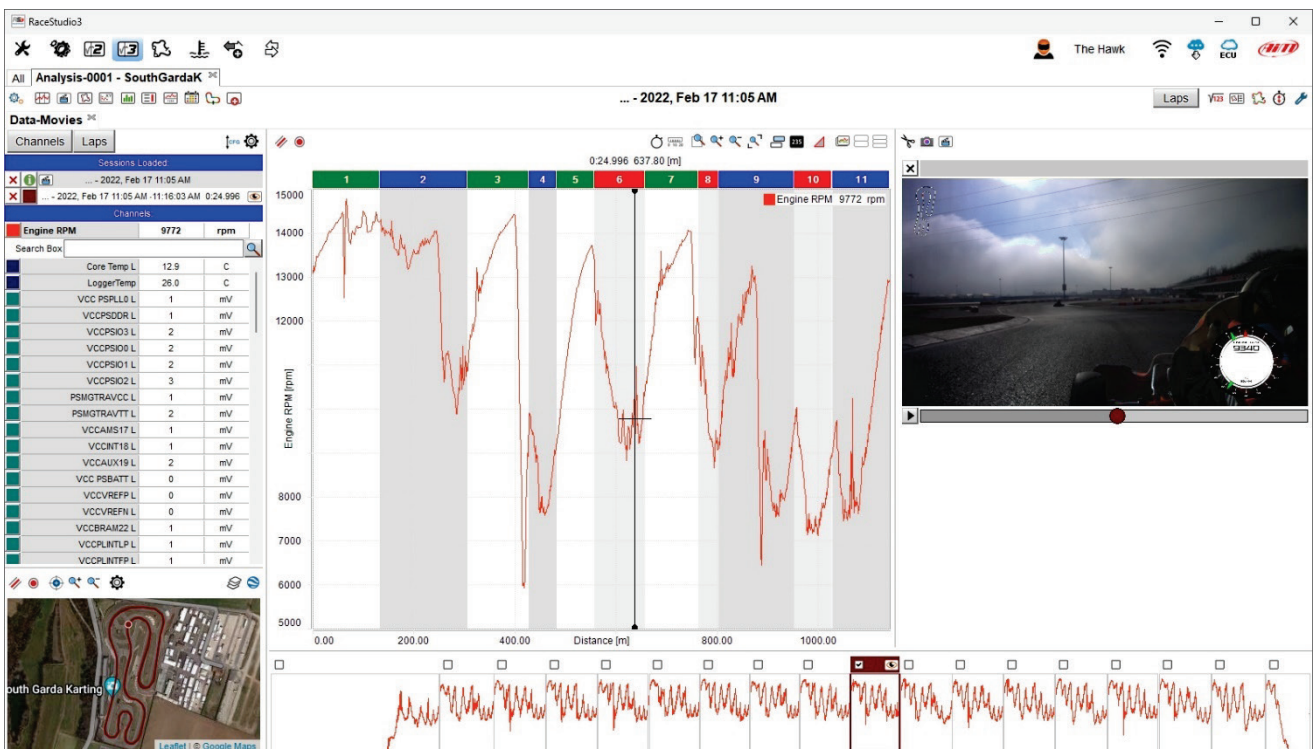 RaceStudio3
The Hawk
ECU
AiM
All Analysis-0001 - SouthGardaK
... - 2022, Feb 17 11:05 AM
Laps
Data-Movies
Channels Laps
Sessions Loaded
... - 2022, Feb 17 11:05 AM
... - 2022, Feb 17 11:05 AM -11:16:03 AM 0:24.996
Channels
Engine RPM 9772 rpm
Search Box
Core Temp L 12.9 C
LoggerTemp 26.0 C
VCC PSPLL0 L 1 mV
VCCPSDDR L 1 mV
VCCPSIO3 L 2 mV
VCCPSIO0 L 2 mV
VCCPSIO1 L 2 mV
VCCPSIO2 L 3 mV
PSMGTRAVCC L 1 mV
PSMGTRAVTT L 2 mV
VCCAMS17 L 1 mV
VCCINT18 L 1 mV
VCCAUX19 L 2 mV
VCC PSBATT L 0 mV
VCCVREFP L 0 mV
VCCVREFN L 0 mV
VCCBRAM22 L 1 mV
VCCPLINTLP L 1 mV
VCCPLINTFP L 1 mV
outh Garda Karting
Leaflet | © Google Maps
0:24.996 637.80 [m]
1 2 3 4 5 6 7 8 9 10 11
Engine RPM 9772 rpm
15000
14000
13000
12000
Engine RPM [rpm]
8000
7000
6000
5000
0.00 200.00 400.00 Distance [m] 800.00 1000.00
9340